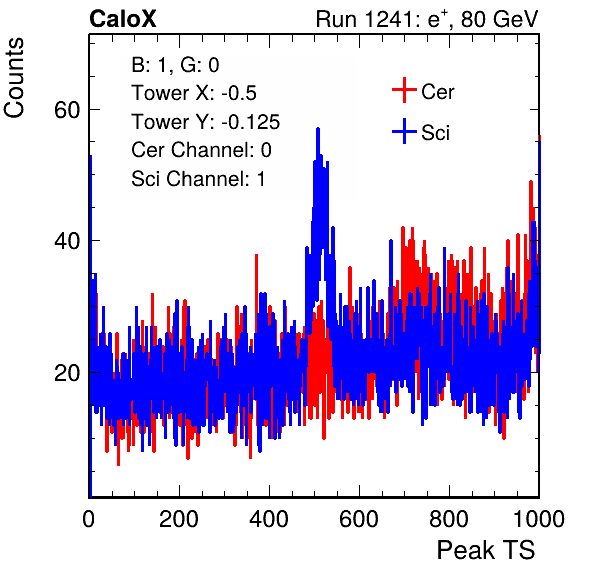 CaloX Run 1241: e⁺, 80 GeV
Counts
B: 1, G: 0
Tower X: -0.5
Tower Y: -0.125
Cer Channel: 0
Sci Channel: 1
Cer
Sci
60
40
20
0 200 400 600 800 1000
Peak TS